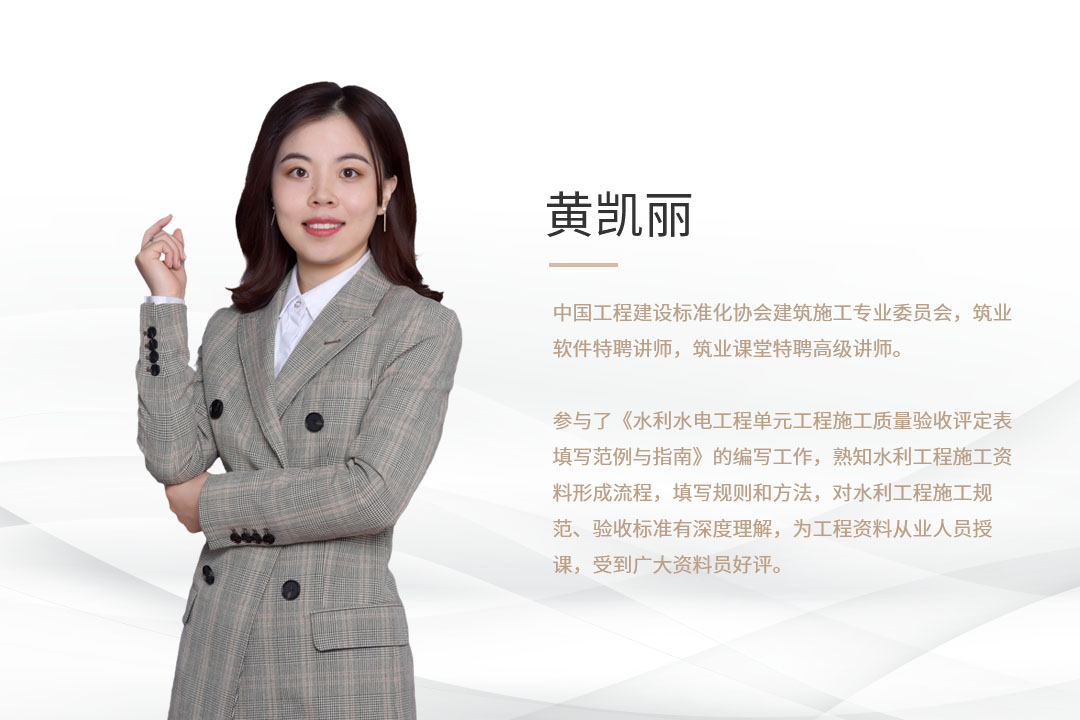 黄凯丽
中国工程建设标准化协会建筑施工专业委员会，筑业
软件特聘讲师，筑业课堂特聘高级讲师。
参与了《水利水电工程单元工程施工质量验收评定表
填写范例与指南》的编写工作，熟知水利工程施工资
料形成流程，填写规则和方法，对水利工程施工规
范、验收标准有深度理解，为工程资料从业人员授
课，受到广大资料员好评。